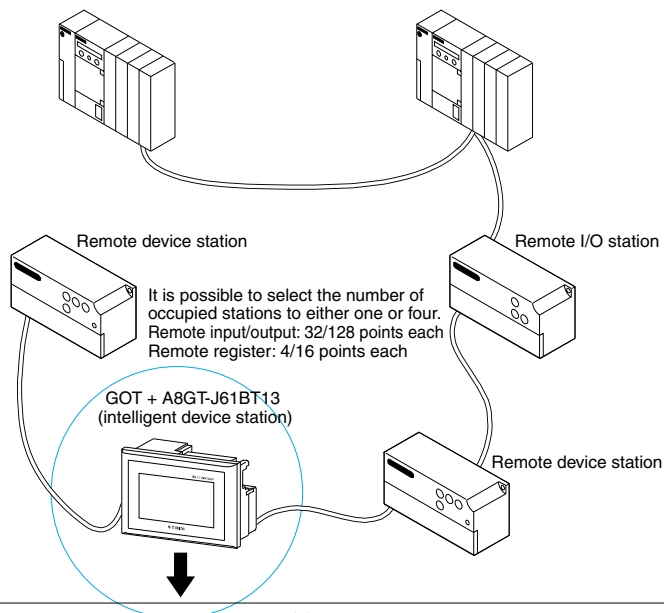 Remote device station
Remote I/O station
It is possible to select the number of
occupied stations to either one or four.
Remote input/output: 32/128 points each
Remote register: 4/16 points each
GOT + A8GT-J61BT13
(intelligent device station)
Remote device station